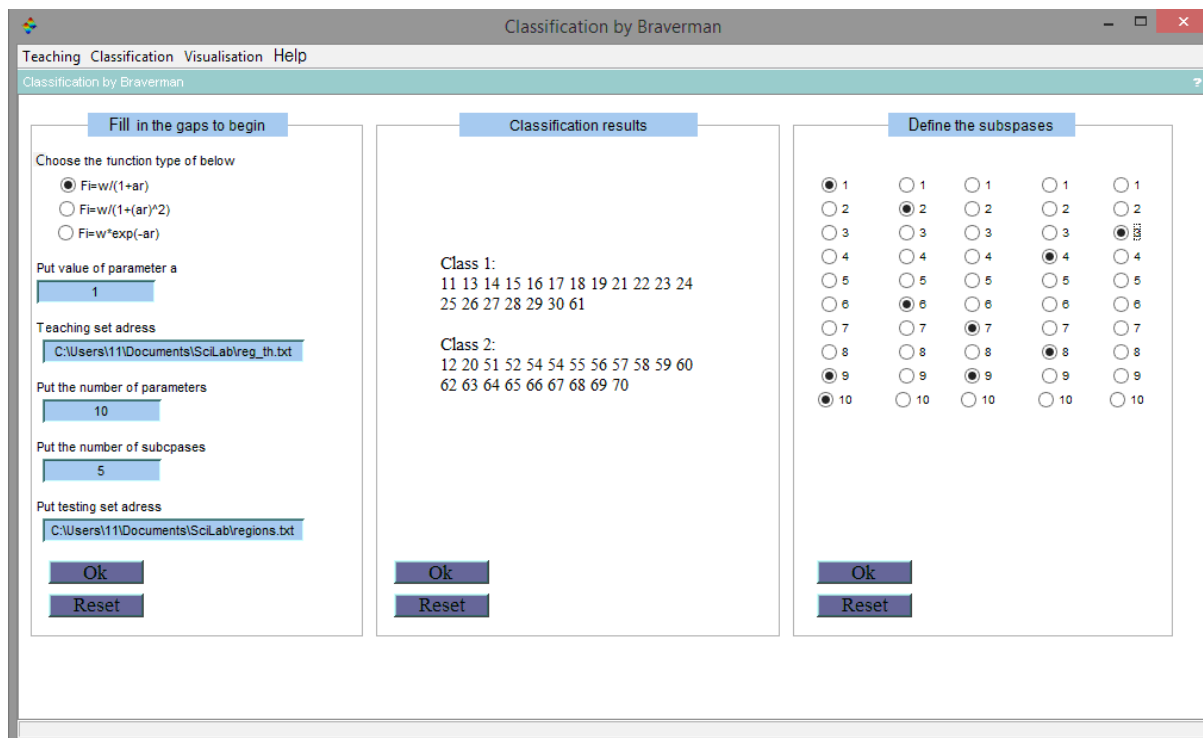 Classification by Braverman
Teaching Classification Visualisation Help
Classification by Braverman ?
Fill in the gaps to begin
Choose the function type of below
Fi=w/(1+ar)
Fi=w/(1+(ar)^2)
Fi=w*exp(-ar)
Put value of parameter a
1
Teaching set adress
C:\Users\11\Documents\SciLab\reg_th.txt
Put the number of parameters
10
Put the number of subcpases
5
Put testing set adress
C:\Users\11\Documents\SciLab\regions.txt
Ok
Reset
Classification results
Class 1:
11 13 14 15 16 17 18 19 21 22 23 24
25 26 27 28 29 30 61
Class 2:
12 20 51 52 54 54 55 56 57 58 59 60
62 63 64 65 66 67 68 69 70
Ok
Reset
Define the subspases
1 1 1 1 1
2 2 2 2 2
3 3 3 3 3
4 4 4 4 4
5 5 5 5 5
6 6 6 6 6
7 7 7 7 7
8 8 8 8 8
9 9 9 9 9
10 10 10 10 10
Ok
Reset